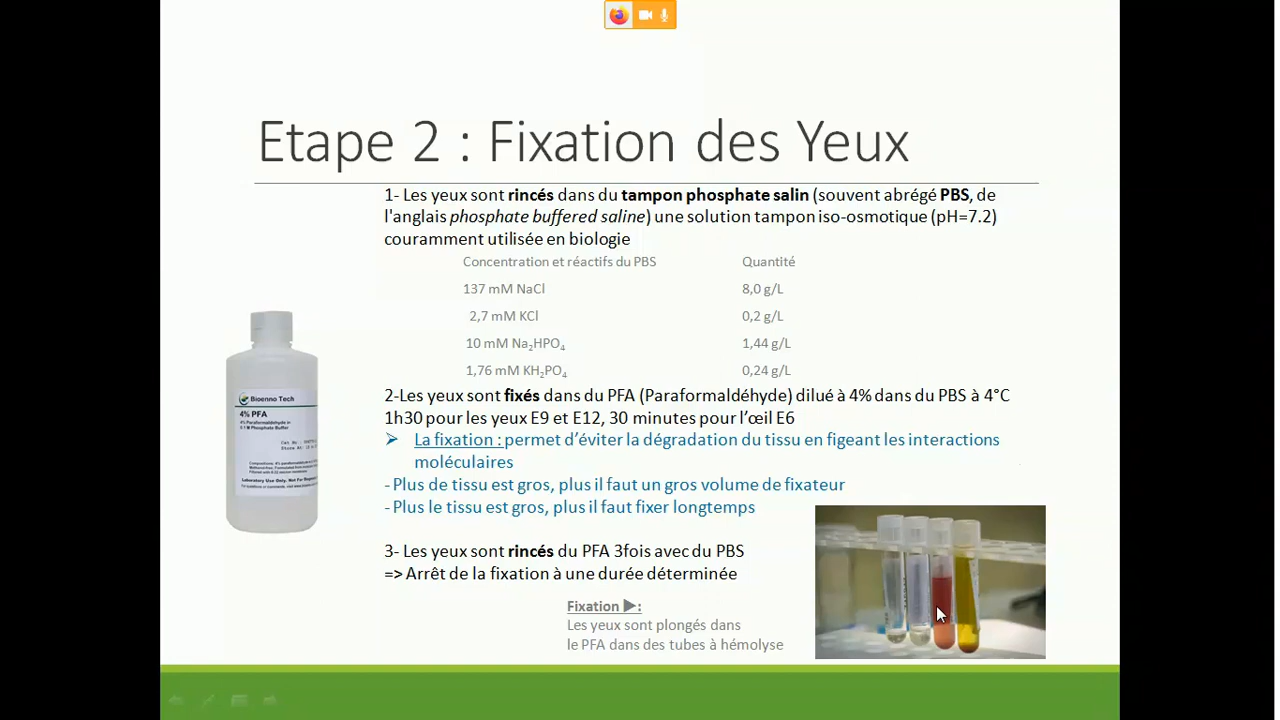 Etape 2 : Fixation des Yeux
1- Les yeux sont rincés dans du tampon phosphate salin (souvent abrégé PBS, de
l'anglais phosphate buffered saline) une solution tampon iso-osmotique (pH=7.2)
couramment utilisée en biologie
Concentration et réactifs du PBS Quantité
137 mM NaCl 8,0 g/L
2,7 mM KCl 0,2 g/L
10 mM Na₂HPO₄ 1,44 g/L
1,76 mM KH₂PO₄ 0,24 g/L
2-Les yeux sont fixés dans du PFA (Paraformaldéhyde) dilué à 4% dans du PBS à 4°C
1h30 pour les yeux E9 et E12, 30 minutes pour l’œil E6
➢ La fixation : permet d’éviter la dégradation du tissu en figeant les interactions
moléculaires
- Plus de tissu est gros, plus il faut un gros volume de fixateur
- Plus le tissu est gros, plus il faut fixer longtemps
3- Les yeux sont rincés du PFA 3fois avec du PBS
=> Arrêt de la fixation à une durée déterminée
Fixation ▶:
Les yeux sont plongés dans
le PFA dans des tubes à hémolyse
Bioenno Tech
4% PFA
4% Paraformaldehyde in
0.1 M Phosphate Buffer